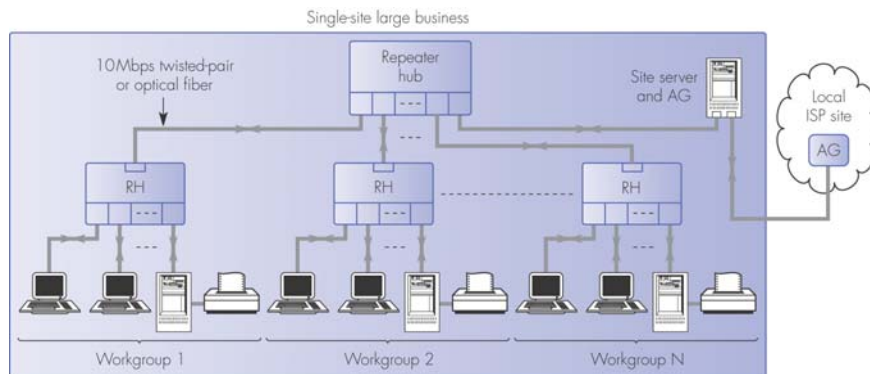 Single-site large business
10Mbps twisted-pair
or optical fiber
Repeater
hub
Site server
and AG
Local
ISP site
AG
RH
RH
RH
Workgroup 1
Workgroup 2
Workgroup N